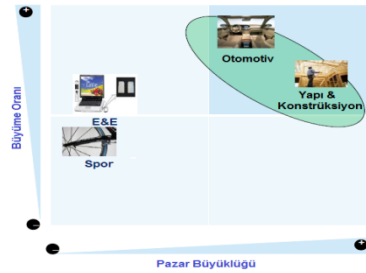 +
Otomotiv
Yapı &
Konstrüksiyon
E&E
Spor
Büyüme Oranı
−
−
+
Pazar Büyüklüğü